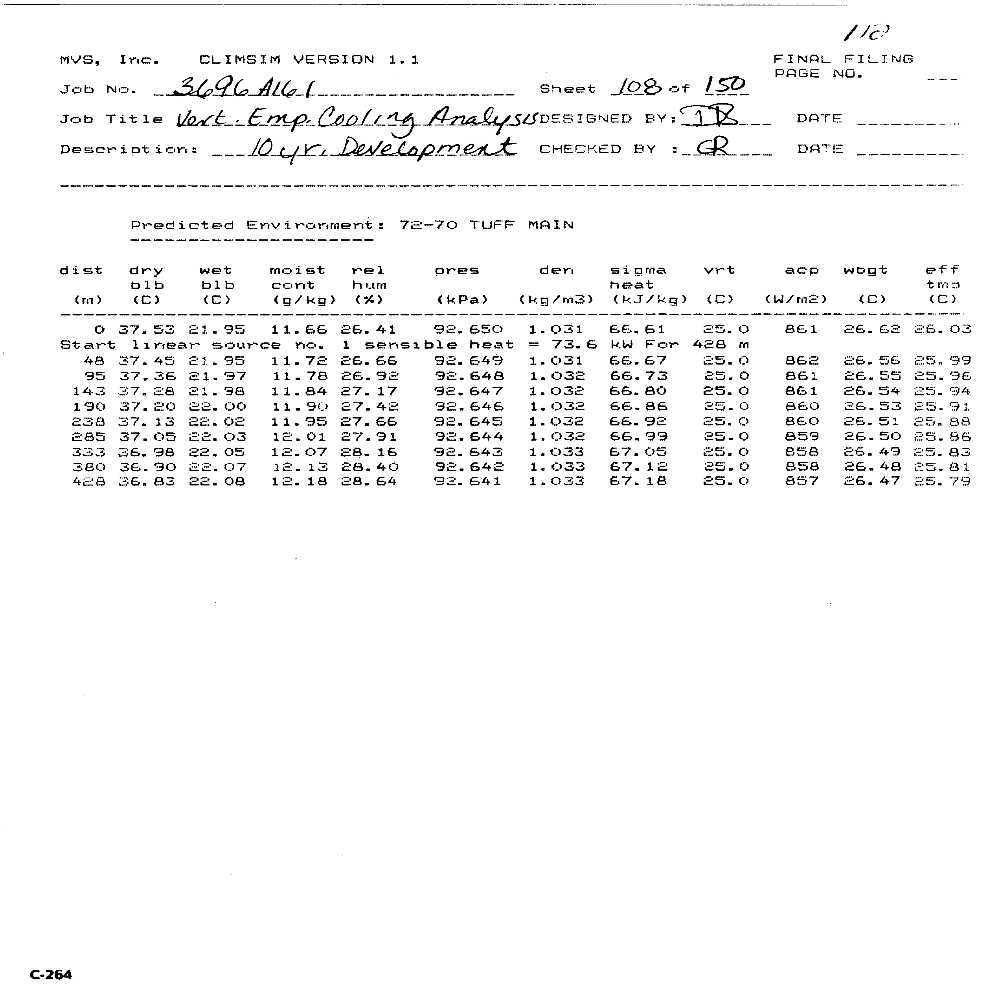 110
MVS, Inc. CLIMSIM VERSION 1.1 FINAL FILING
PAGE NO. ___
Job No. 3696A161 Sheet 108 of 150
Job Title Vert. Emp. Cooling Analysis DESIGNED BY: JB DATE
Description: 10 yr. Development CHECKED BY : GR DATE
Predicted Environment: 72-70 TUFF MAIN
dist dry wet moist rel pres den sigma vrt acp wbgt eff
blb blb cont hum heat tmp
(m) (C) (C) (g/kg) (%) (kPa) (kg/m3) (kJ/kg) (C) (W/m2) (C) (C)
0 37.53 21.95 11.66 26.41 92.650 1.031 66.61 25.0 861 26.62 26.03
Start linear source no. 1 sensible heat = 73.6 kW For 428 m
48 37.45 21.95 11.72 26.66 92.649 1.031 66.67 25.0 862 26.56 25.99
95 37.36 21.97 11.78 26.92 92.648 1.032 66.73 25.0 861 26.55 25.96
143 37.28 21.98 11.84 27.17 92.647 1.032 66.80 25.0 861 26.54 25.94
190 37.20 22.00 11.90 27.42 92.646 1.032 66.86 25.0 860 26.53 25.91
238 37.13 22.02 11.95 27.66 92.645 1.032 66.92 25.0 860 26.51 25.88
285 37.05 22.03 12.01 27.91 92.644 1.032 66.99 25.0 859 26.50 25.86
333 36.98 22.05 12.07 28.16 92.643 1.033 67.05 25.0 858 26.49 25.83
380 36.90 22.07 12.13 28.40 92.642 1.033 67.12 25.0 858 26.48 25.81
428 36.83 22.08 12.18 28.64 92.641 1.033 67.18 25.0 857 26.47 25.79
C-264